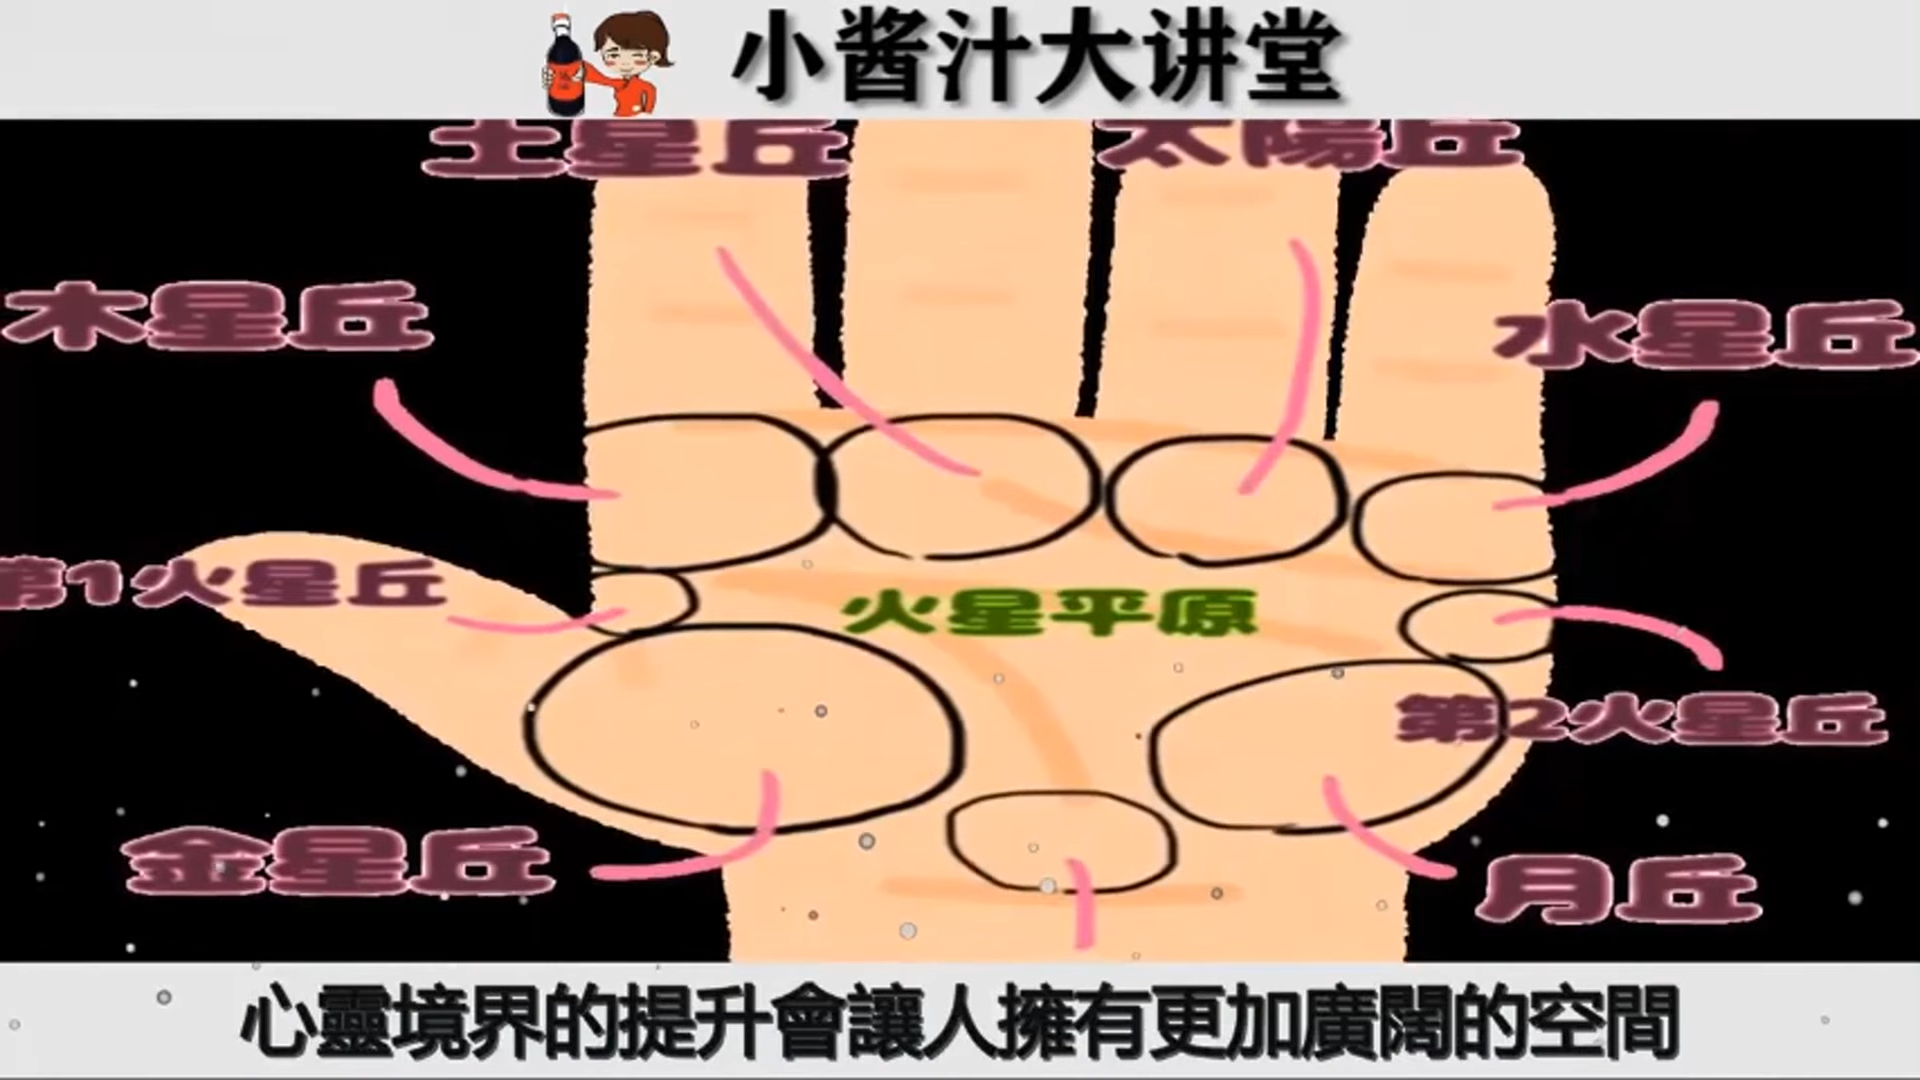 小酱汁大讲堂
土星丘
太陽丘
木星丘
水星丘
第1火星丘
火星平原
第2火星丘
金星丘
月丘
心靈境界的提升會讓人擁有更加廣闊的空間